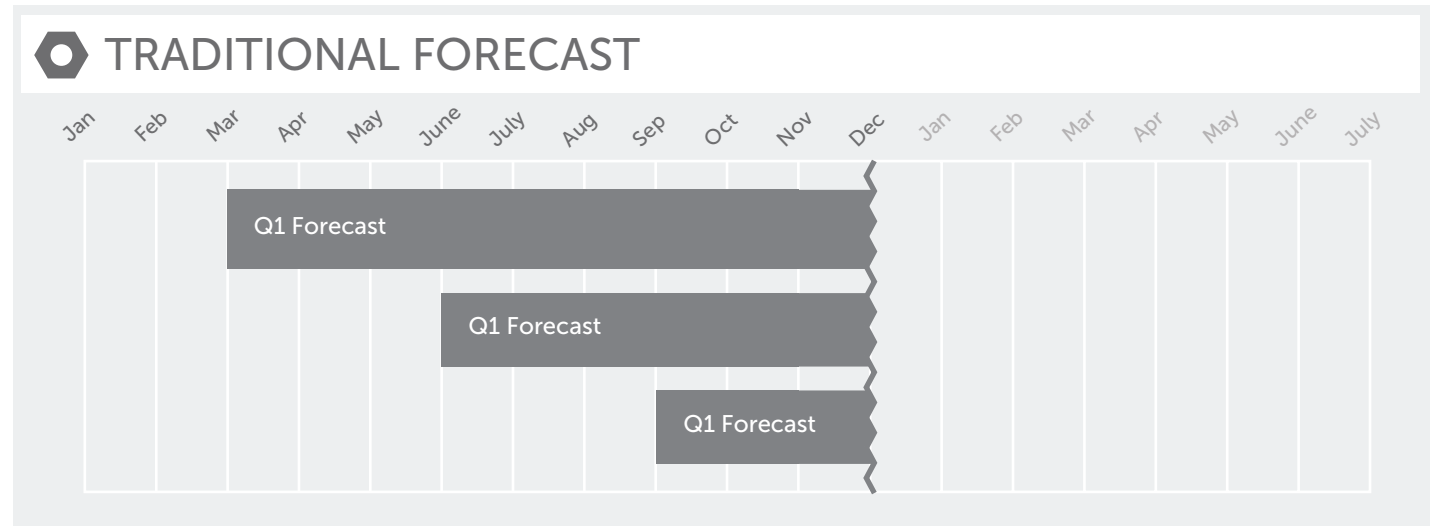 TRADITIONAL FORECAST
Jan Feb Mar Apr May June July Aug Sep Oct Nov Dec Jan Feb Mar Apr May June July
Q1 Forecast
Q1 Forecast
Q1 Forecast